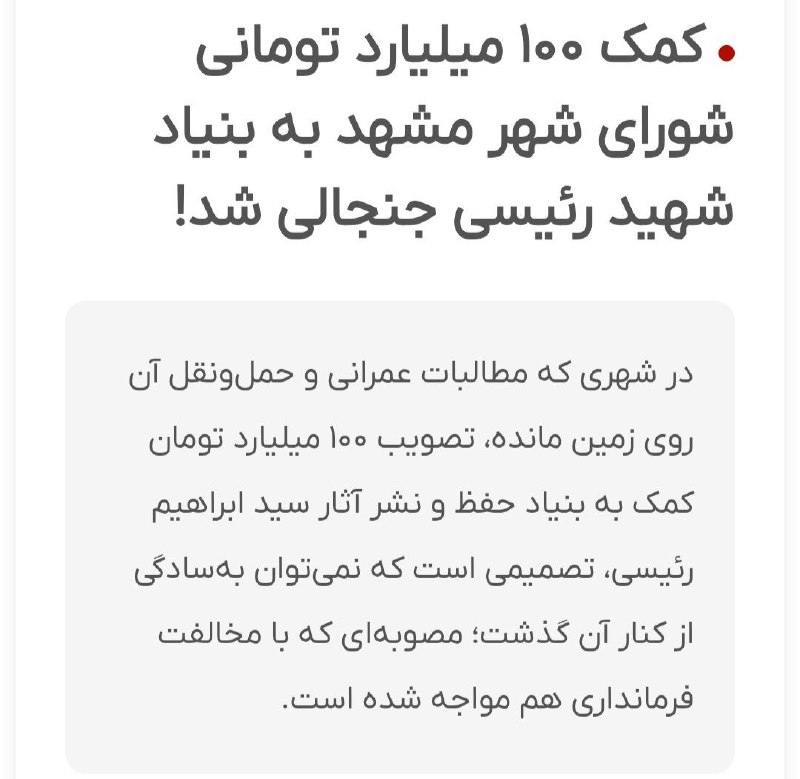 • کمک ۱۰۰ میلیارد تومانی
شورای شهر مشهد به بنیاد
شهید رئیسی جنجالی شد!
در شهری که مطالبات عمرانی و حمل‌ونقل آن
روی زمین مانده، تصویب ۱۰۰ میلیارد تومان
کمک به بنیاد حفظ و نشر آثار سید ابراهیم
رئیسی، تصمیمی است که نمی‌توان به‌سادگی
از کنار آن گذشت؛ مصوبه‌ای که با مخالفت
فرمانداری هم مواجه شده است.